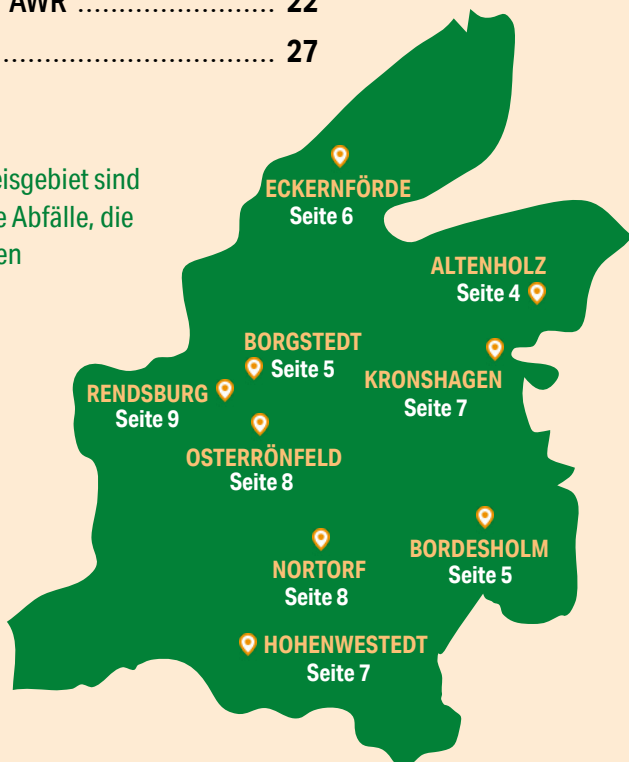 AWR ........................ 22
................................... 27
eisgebiet sind
e Abfälle, die
en
ECKERNFÖRDE
Seite 6
ALTENHOLZ
Seite 4
BORGSTEDT
Seite 5
KRONSHAGEN
Seite 7
RENDSBURG
Seite 9
OSTERRÖNFELD
Seite 8
BORDESHOLM
Seite 5
NORTORF
Seite 8
HOHENWESTEDT
Seite 7